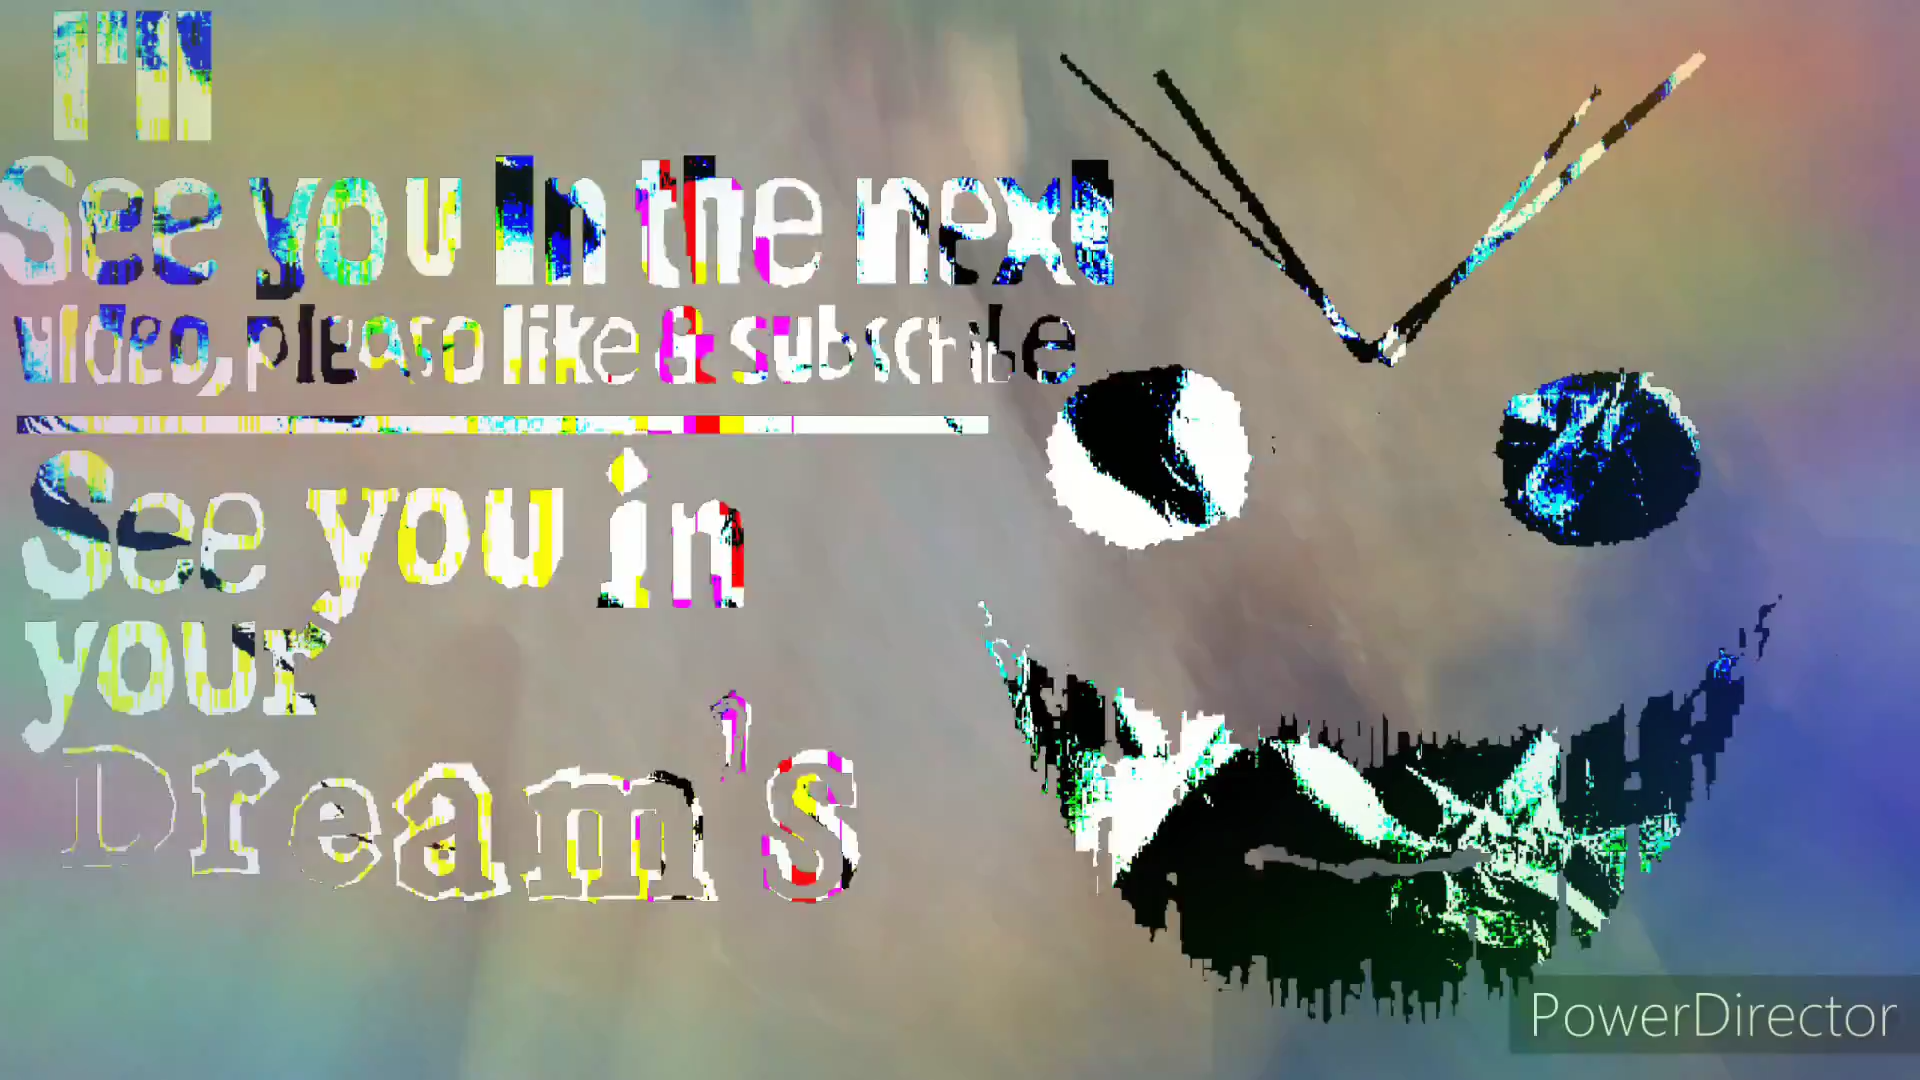 I'll
See you In the next
video, please like & subscribe
See you in
your
Dream's
PowerDirector